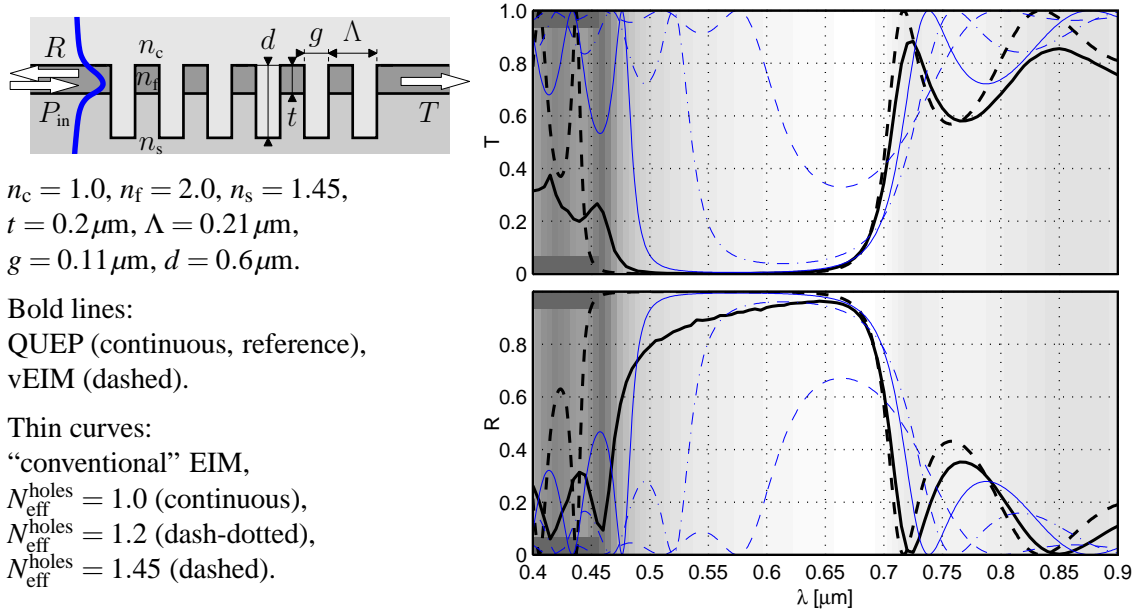 R
P_in
n_c
n_f
n_s
d
g
Λ
t
T
n_c = 1.0, n_f = 2.0, n_s = 1.45,
t = 0.2 μm, Λ = 0.21 μm,
g = 0.11 μm, d = 0.6 μm.
Bold lines:
QUEP (continuous, reference),
vEIM (dashed).
Thin curves:
“conventional” EIM,
N_eff^holes = 1.0 (continuous),
N_eff^holes = 1.2 (dash-dotted),
N_eff^holes = 1.45 (dashed).
1.0
0.8
0.6
0.4
0.2
0
T
0.8
0.6
0.4
0.2
0
R
0.4 0.45 0.5 0.55 0.6 0.65 0.7 0.75 0.8 0.85 0.9
λ [μm]